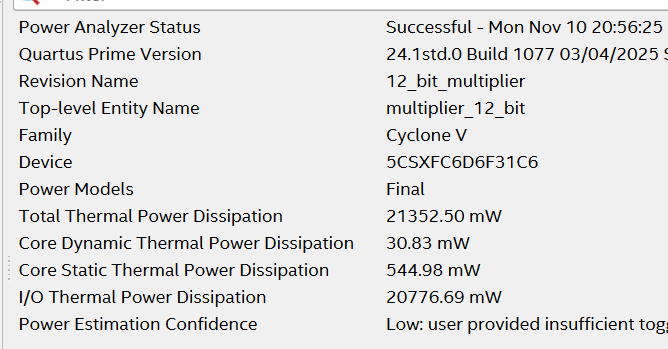 Power Analyzer Status Successful - Mon Nov 10 20:56:25
Quartus Prime Version 24.1std.0 Build 1077 03/04/2025 S
Revision Name 12_bit_multiplier
Top-level Entity Name multiplier_12_bit
Family Cyclone V
Device 5CSXFC6D6F31C6
Power Models Final
Total Thermal Power Dissipation 21352.50 mW
Core Dynamic Thermal Power Dissipation 30.83 mW
Core Static Thermal Power Dissipation 544.98 mW
I/O Thermal Power Dissipation 20776.69 mW
Power Estimation Confidence Low: user provided insufficient togg